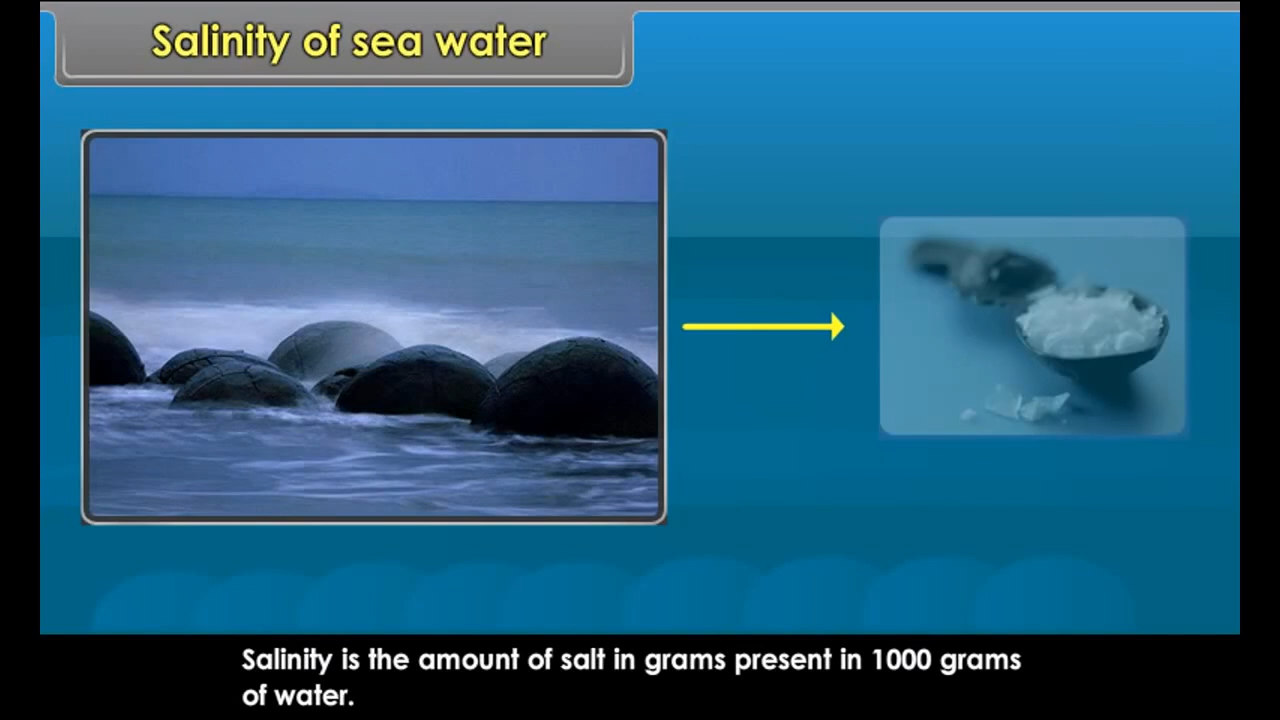 Salinity of sea water
Salinity is the amount of salt in grams present in 1000 grams
of water.